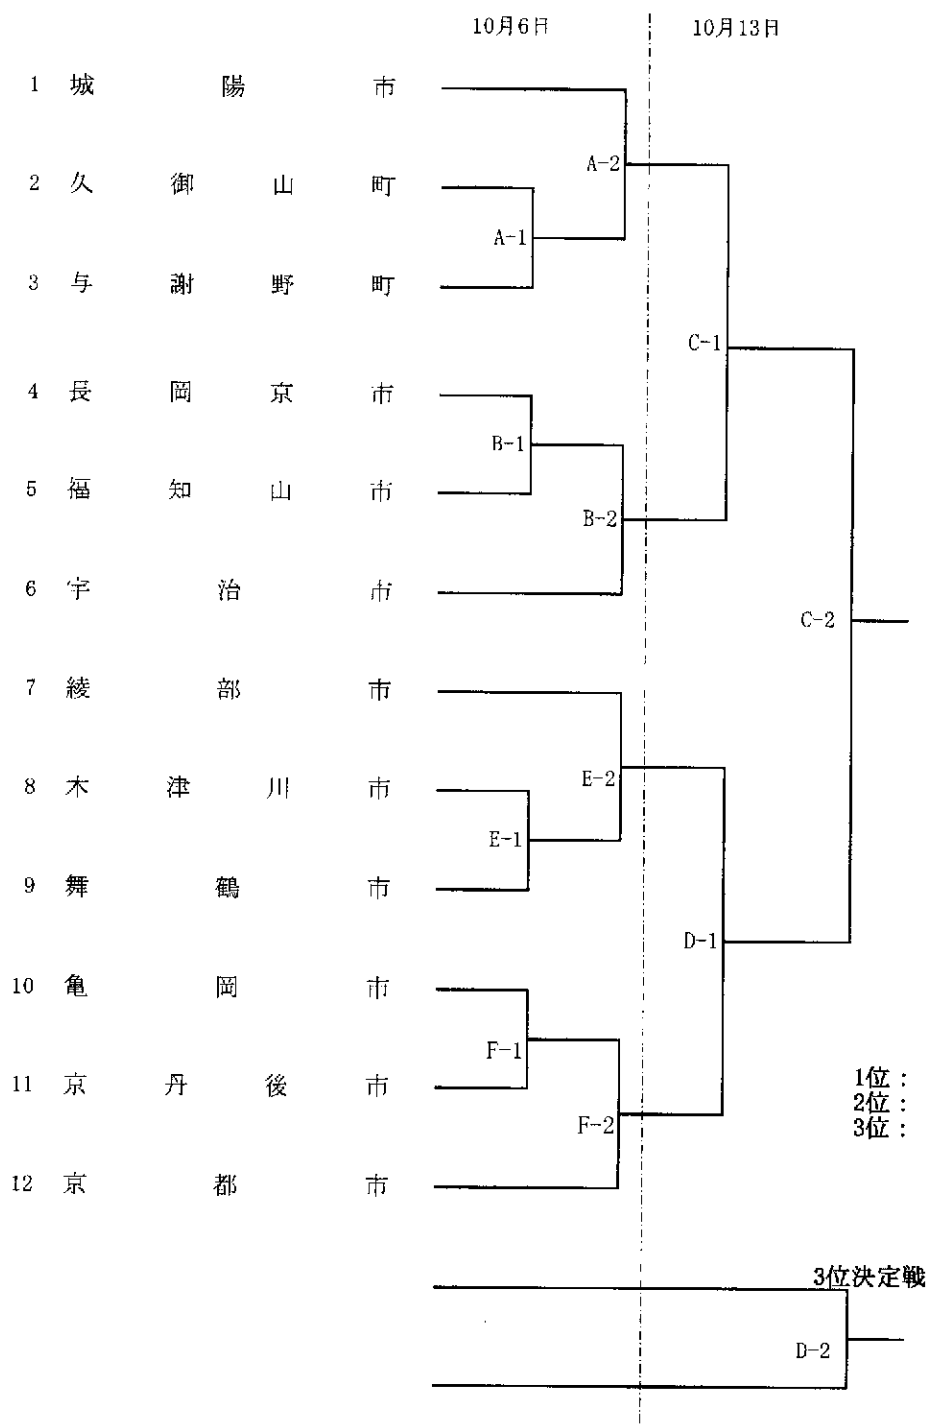 10月6日 10月13日
1 城陽市
A-2
2 久御山町
A-1
3 与謝野町
C-1
4 長岡京市
B-1
5 福知山市
B-2
6 宇治市
C-2
7 綾部市
E-2
8 木津川市
E-1
9 舞鶴市
D-1
10 亀岡市
F-1
11 京丹後市
1位：
2位：
3位：
F-2
12 京都市
3位決定戦
D-2